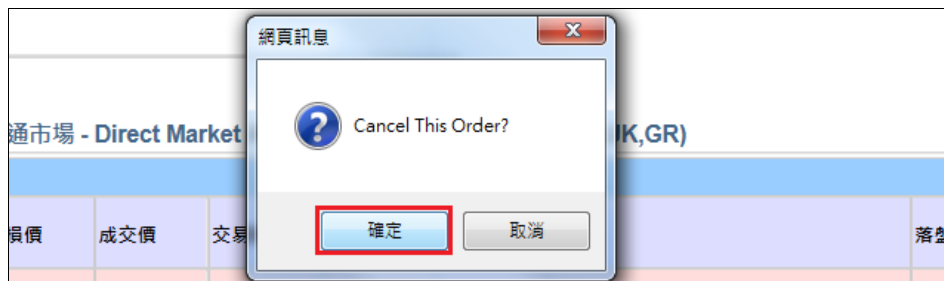 網頁訊息
Cancel This Order?
通市場 - Direct Market
K,GR)
損價 成交價 交易
確定 取消
落盤